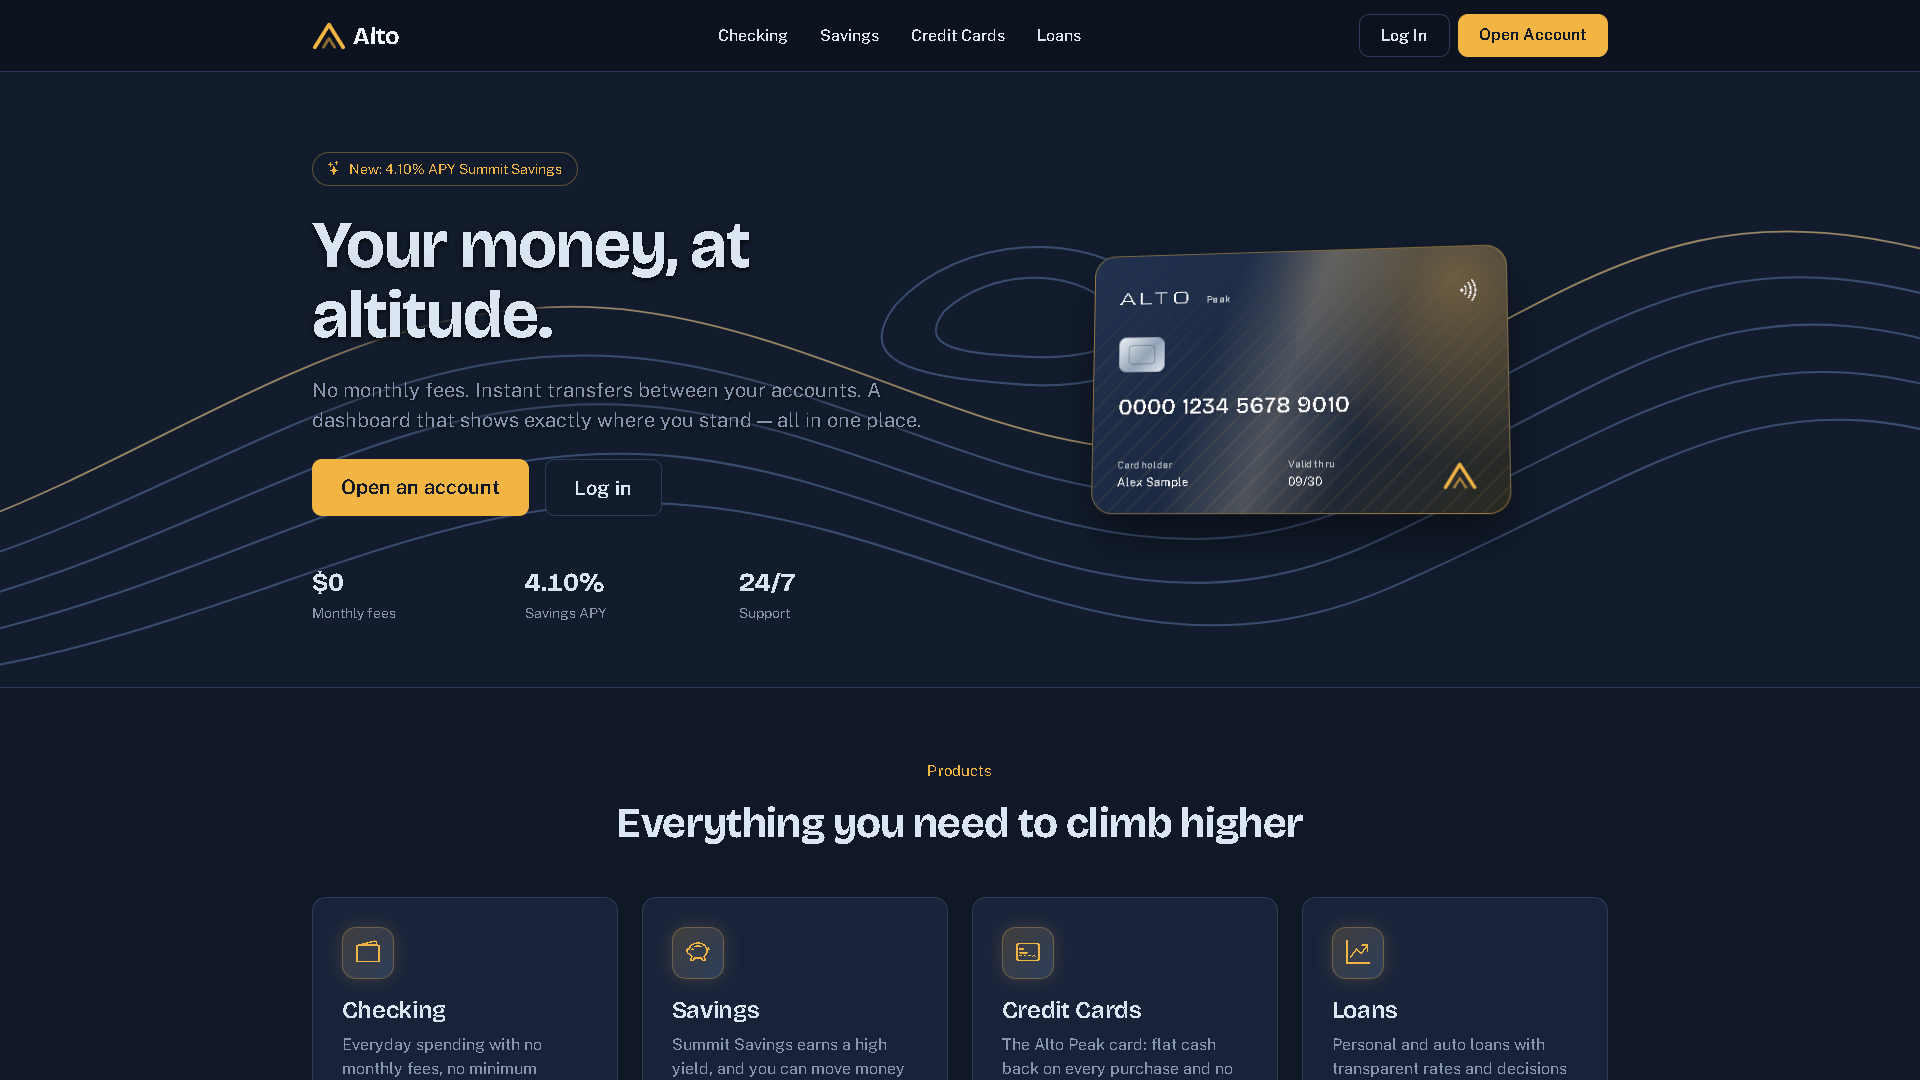 Alto
Checking
Savings
Credit Cards
Loans
Log In
Open Account
New: 4.10% APY Summit Savings
Your money, at
altitude.
No monthly fees. Instant transfers between your accounts. A
dashboard that shows exactly where you stand — all in one place.
Open an account
Log in
$0
Monthly fees
4.10%
Savings APY
24/7
Support
ALTO Peak
0000 1234 5678 9010
Card holder
Alex Sample
Valid thru
09/30
Products
Everything you need to climb higher
Checking
Everyday spending with no
monthly fees, no minimum
Savings
Summit Savings earns a high
yield, and you can move money
Credit Cards
The Alto Peak card: flat cash
back on every purchase and no
Loans
Personal and auto loans with
transparent rates and decisions